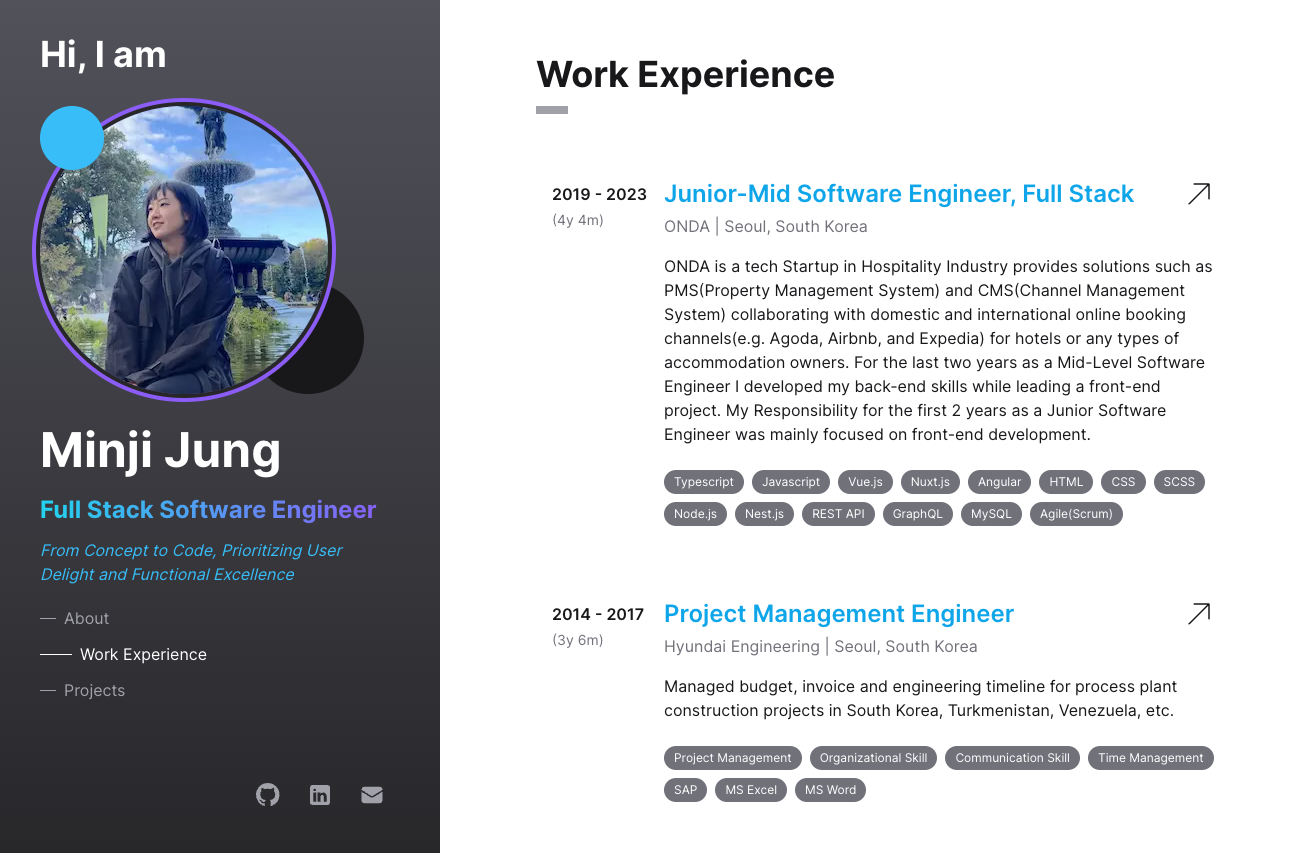 Hi, I am
Minji Jung
Full Stack Software Engineer
From Concept to Code, Prioritizing User
Delight and Functional Excellence
About
Work Experience
Projects
Work Experience
2019 - 2023
(4y 4m)
Junior-Mid Software Engineer, Full Stack
ONDA | Seoul, South Korea
ONDA is a tech Startup in Hospitality Industry provides solutions such as
PMS(Property Management System) and CMS(Channel Management
System) collaborating with domestic and international online booking
channels(e.g. Agoda, Airbnb, and Expedia) for hotels or any types of
accommodation owners. For the last two years as a Mid-Level Software
Engineer I developed my back-end skills while leading a front-end
project. My Responsibility for the first 2 years as a Junior Software
Engineer was mainly focused on front-end development.
Typescript Javascript Vue.js Nuxt.js Angular HTML CSS SCSS
Node.js Nest.js REST API GraphQL MySQL Agile(Scrum)
2014 - 2017
(3y 6m)
Project Management Engineer
Hyundai Engineering | Seoul, South Korea
Managed budget, invoice and engineering timeline for process plant
construction projects in South Korea, Turkmenistan, Venezuela, etc.
Project Management Organizational Skill Communication Skill Time Management
SAP MS Excel MS Word